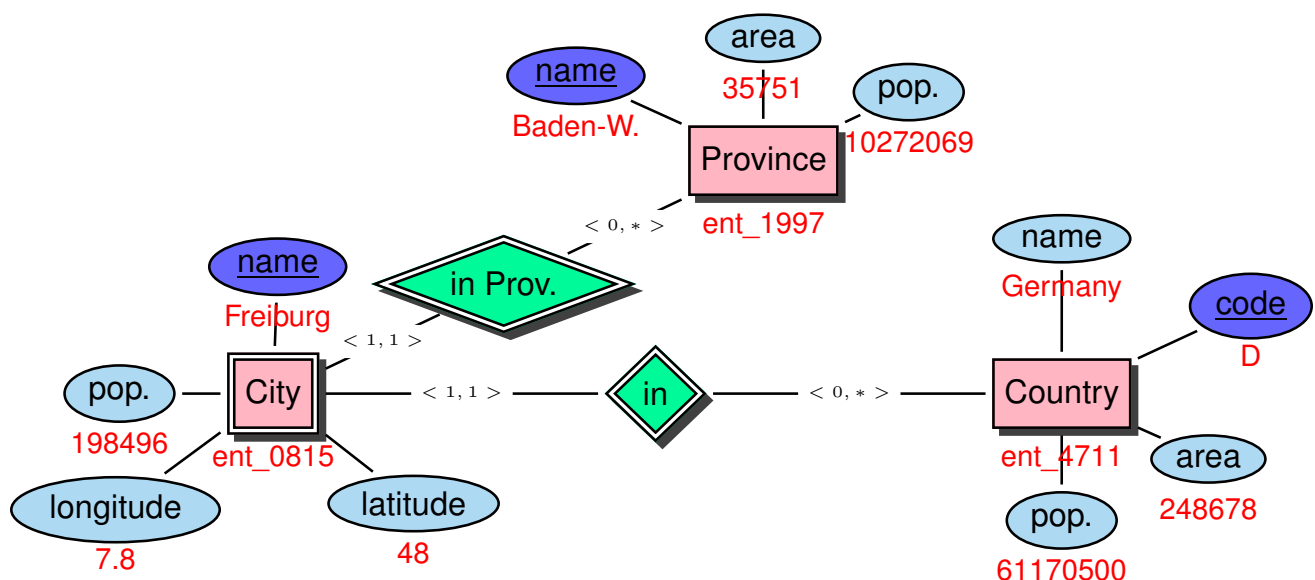 area
name
35751
pop.
Baden-W.
10272069
Province
ent_1997
< 0, ∗ >
name
name
in Prov.
Germany
code
Freiburg
< 1, 1 >
D
pop.
City
< 1, 1 >
in
< 0, ∗ >
Country
198496
ent_0815
ent_4711
area
longitude
latitude
248678
pop.
7.8
48
61170500